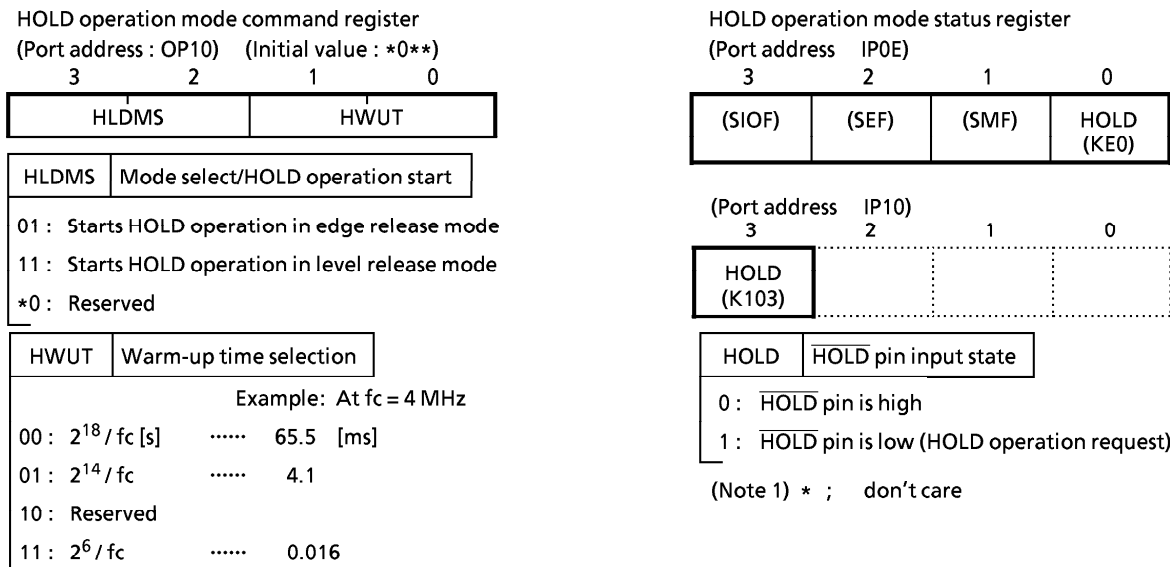 HOLD operation mode command register
(Port address : OP10) (Initial value : *0**)
3 2 1 0
HLDMS HWUT
HLDMS Mode select/HOLD operation start
01 : Starts HOLD operation in edge release mode
11 : Starts HOLD operation in level release mode
*0 : Reserved
HWUT Warm-up time selection
Example: At fc = 4 MHz
00 : 2^18 / fc [s] ...... 65.5 [ms]
01 : 2^14 / fc ...... 4.1
10 : Reserved
11 : 2^6 / fc ...... 0.016
HOLD operation mode status register
(Port address IP0E)
3 2 1 0
(SIOF) (SEF) (SMF) HOLD
(KE0)
(Port address IP10)
3 2 1 0
HOLD
(K103)
HOLD H̅O̅L̅D̅ pin input state
0 : H̅O̅L̅D̅ pin is high
1 : H̅O̅L̅D̅ pin is low (HOLD operation request)
(Note 1) * ; don't care